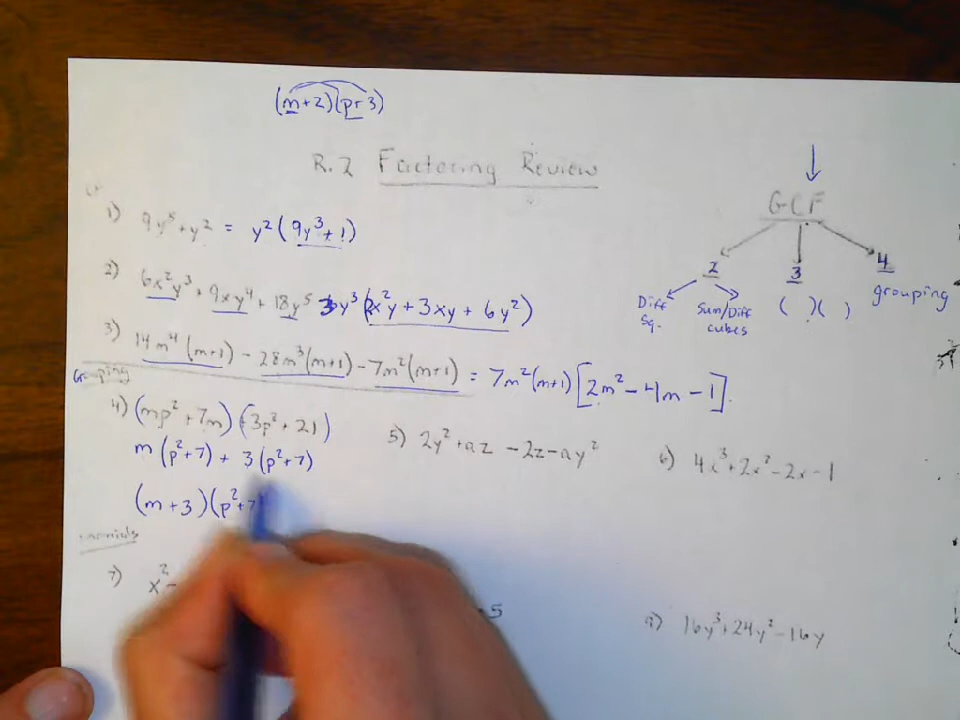 (m+2)(p+3)
R.2 Factoring Review
GCF
1) 9y⁵+y² = y²(9y³+1)
2) 6x²y³+9xy⁴+18y⁵ 3y³(2x²y+3xy+6y²)
2 3 4
Diff Sq. Sum/Diff cubes ( )( ) grouping
3) 14m⁴(m+1) - 28m³(m+1) - 7m²(m+1) = 7m²(m+1)[2m²-4m-1].
Grouping
4) (mp²+7m)(+3p²+21)
m(p²+7) + 3(p²+7)
(m+3)(p²+7
5) 2y²+az-2z-ay²
6) 4x³+2x²-2x-1
7) x²-
5
9) 16y³+24y²-16y